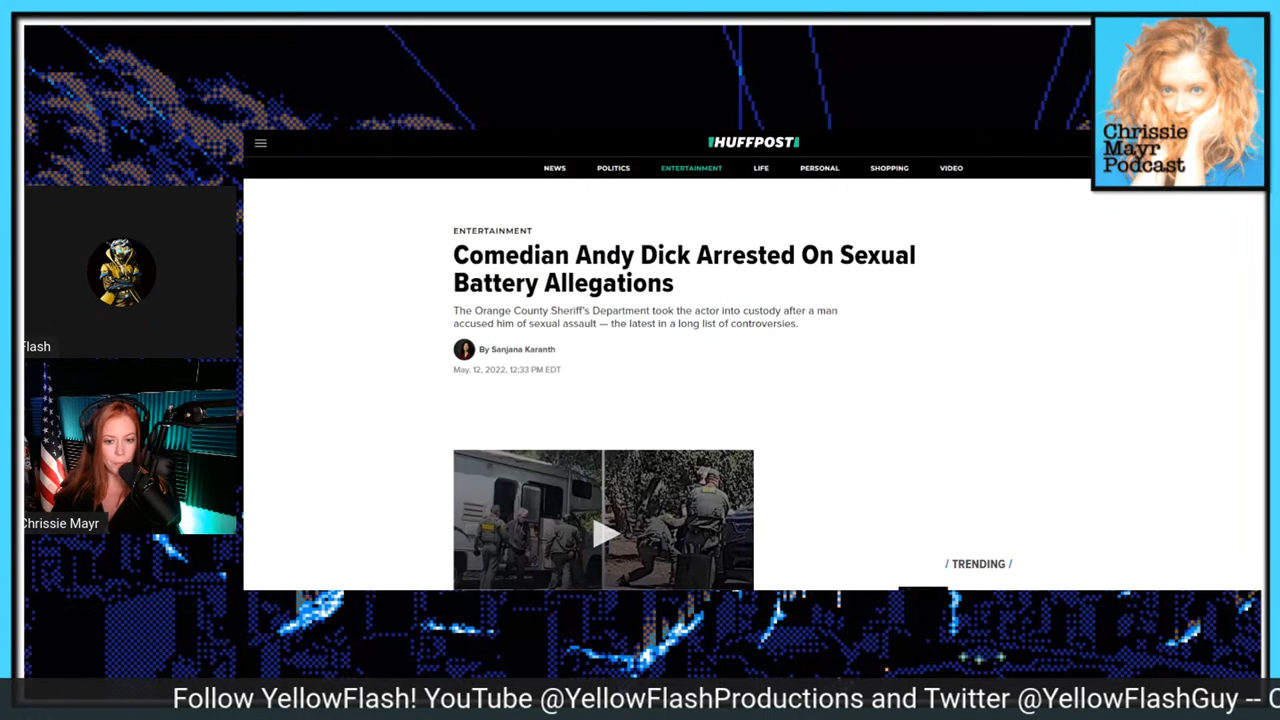 HUFFPOST
NEWS POLITICS ENTERTAINMENT LIFE PERSONAL SHOPPING VIDEO
Chrissie
Mayr
Podcast
ENTERTAINMENT
Comedian Andy Dick Arrested On Sexual
Battery Allegations
The Orange County Sheriff's Department took the actor into custody after a man
accused him of sexual assault — the latest in a long list of controversies.
By Sanjana Karanth
May. 12, 2022, 12:33 PM EDT
Flash
Chrissie Mayr
/ TRENDING /
Follow YellowFlash! YouTube @YellowFlashProductions and Twitter @YellowFlashGuy --